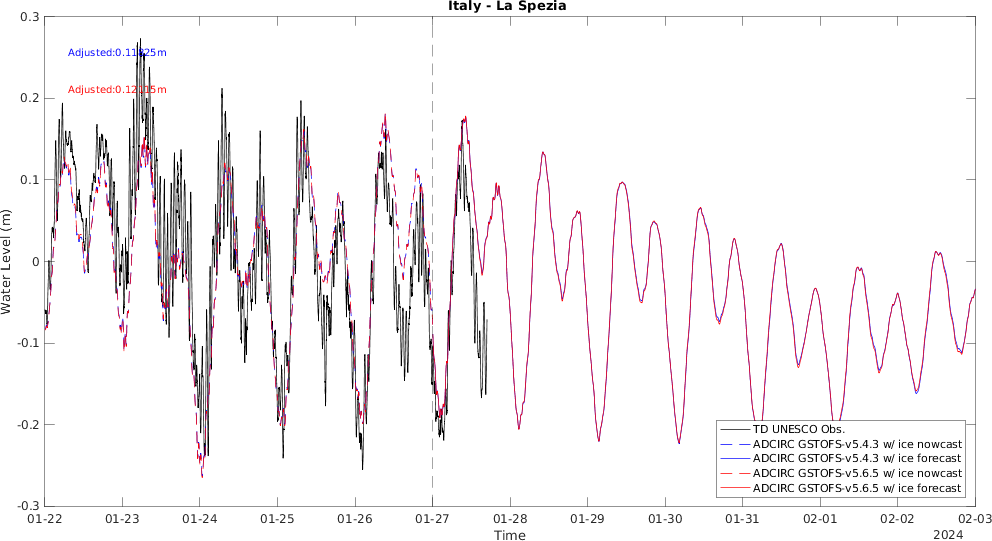 Italy - La Spezia
0.3
0.2
0.1
0
-0.1
-0.2
-0.3
Water Level (m)
01-22
01-23
01-24
01-25
01-26
01-27
01-28
01-29
01-30
01-31
02-01
02-02
02-03
Time
2024
TD UNESCO Obs.
ADCIRC GSTOFS-v5.4.3 w/ ice nowcast
ADCIRC GSTOFS-v5.4.3 w/ ice forecast
ADCIRC GSTOFS-v5.6.5 w/ ice nowcast
ADCIRC GSTOFS-v5.6.5 w/ ice forecast